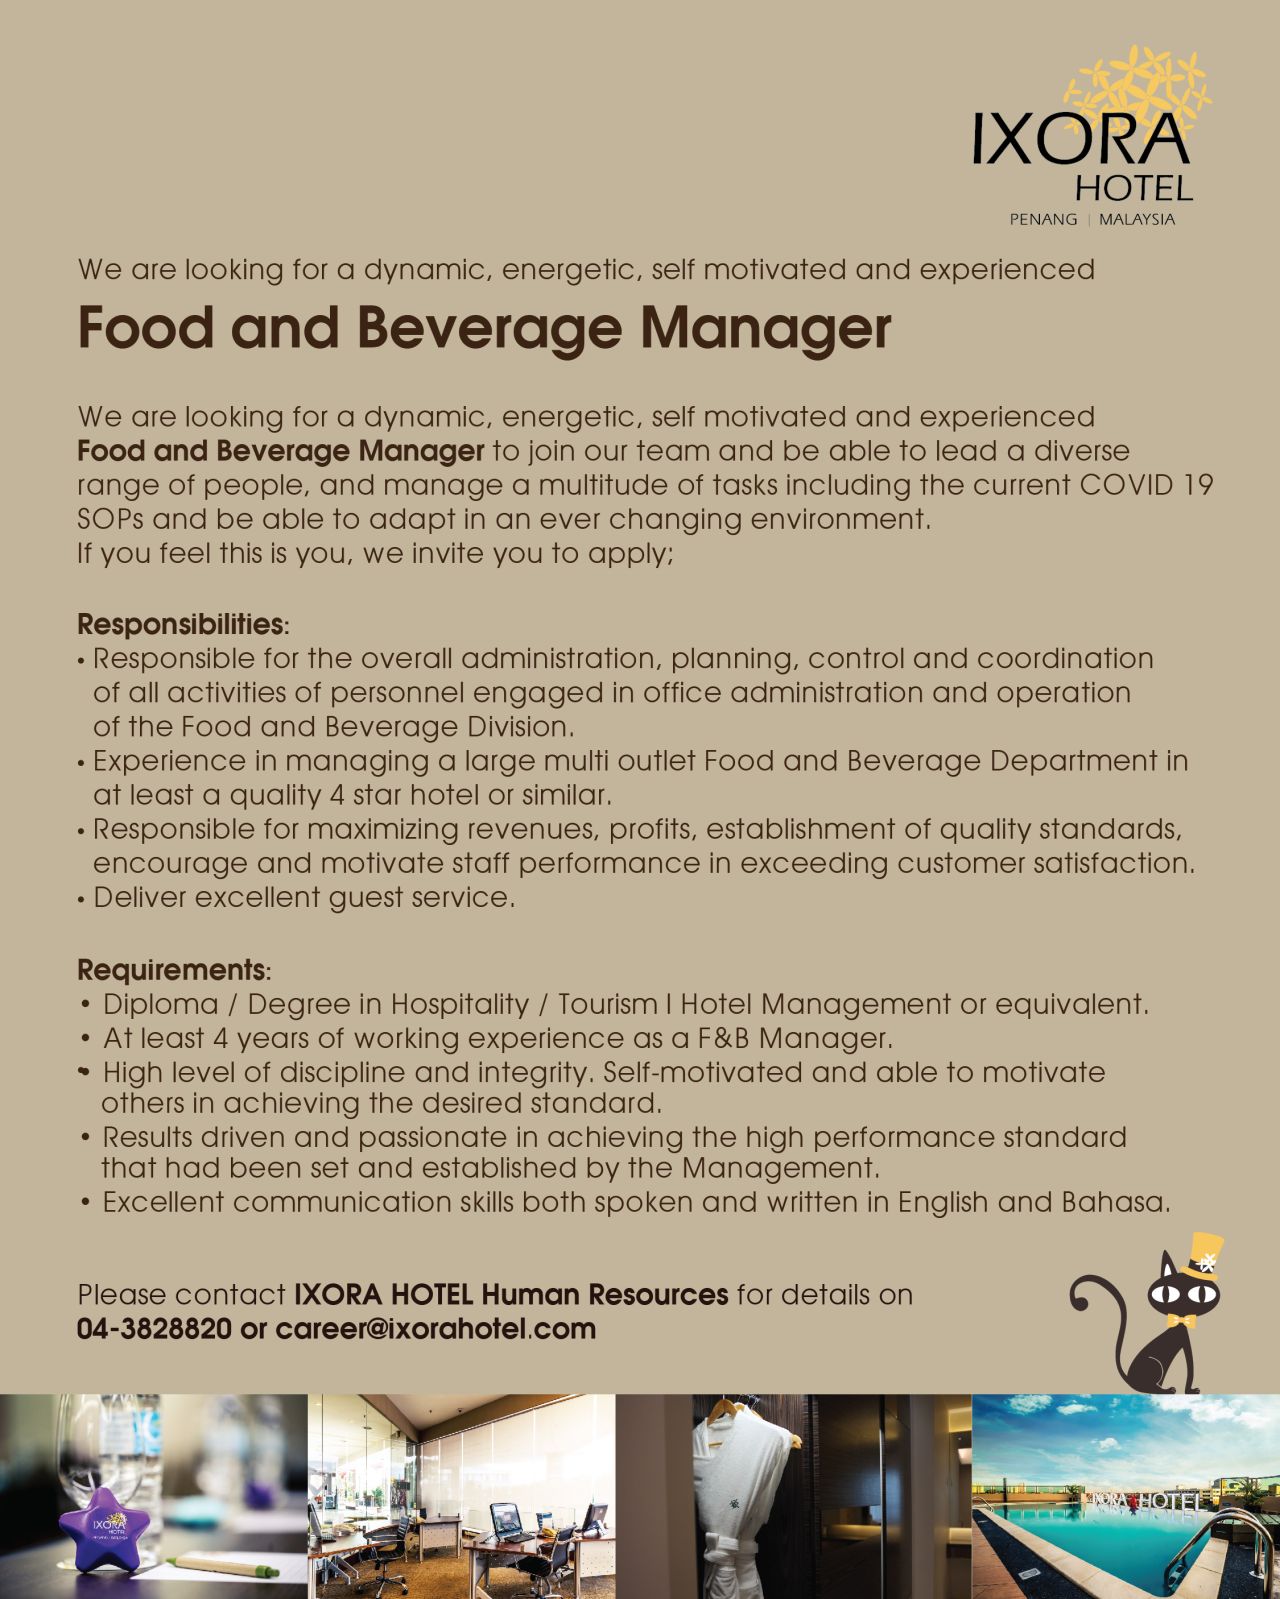 IXORA
HOTEL
PENANG | MALAYSIA
We are looking for a dynamic, energetic, self motivated and experienced
Food and Beverage Manager
We are looking for a dynamic, energetic, self motivated and experienced
Food and Beverage Manager to join our team and be able to lead a diverse
range of people, and manage a multitude of tasks including the current COVID 19
SOPs and be able to adapt in an ever changing environment.
If you feel this is you, we invite you to apply;
Responsibilities:
• Responsible for the overall administration, planning, control and coordination
of all activities of personnel engaged in office administration and operation
of the Food and Beverage Division.
• Experience in managing a large multi outlet Food and Beverage Department in
at least a quality 4 star hotel or similar.
• Responsible for maximizing revenues, profits, establishment of quality standards,
encourage and motivate staff performance in exceeding customer satisfaction.
• Deliver excellent guest service.
Requirements:
• Diploma / Degree in Hospitality / Tourism l Hotel Management or equivalent.
• At least 4 years of working experience as a F&B Manager.
• High level of discipline and integrity. Self-motivated and able to motivate
others in achieving the desired standard.
• Results driven and passionate in achieving the high performance standard
that had been set and established by the Management.
• Excellent communication skills both spoken and written in English and Bahasa.
Please contact IXORA HOTEL Human Resources for details on
04-3828820 or career@ixorahotel.com
IXORA
HOTEL
IXORA HOTEL